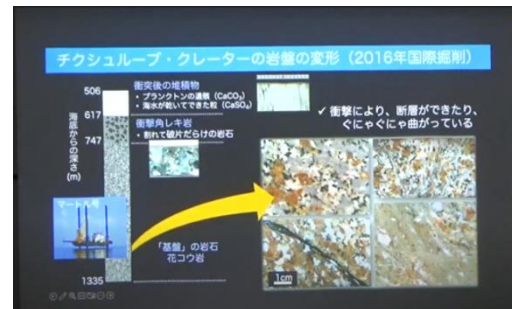 チクシュルーブ・クレーターの岩盤の変形（2016年国際掘削）
506
衝突後の堆積物
・プランクトンの遺骸（CaCO₃）
・海水が乾いてできた粒（CaSO₄）
617
衝撃角レキ岩
・割れて破片だらけの岩石
747
海底からの深さ
(m)
✓ 衝撃により、断層ができたり、
ぐにゃぐにゃ曲がっている
マートル号
「基盤」の岩石
花コウ岩
1335
1cm